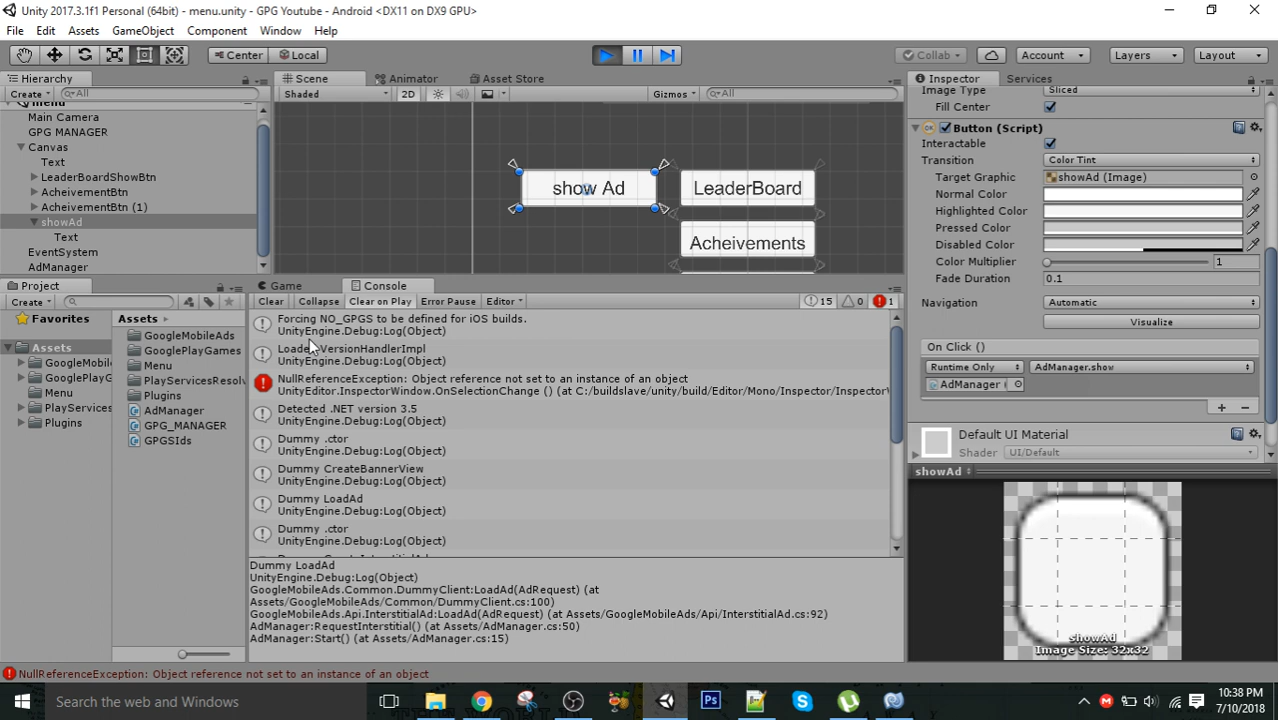 Unity 2017.3.1f1 Personal (64bit) - menu.unity - GPG Youtube - Android <DX11 on DX9 GPU>
File Edit Assets GameObject Component Window Help
Center Local Collab Account Layers Layout
Hierarchy
Create All
menu
Main Camera
GPG MANAGER
Canvas
Text
LeaderBoardShowBtn
AcheivementBtn
AcheivementBtn (1)
showAd
Text
EventSystem
AdManager
Scene Animator Asset Store
Shaded 2D Gizmos All
show Ad
LeaderBoard
Acheivements
Project
Create
Favorites
Assets
GoogleMobil
GooglePlayG
Menu
PlayServices
Plugins
Assets
GoogleMobileAds
GooglePlayGames
Menu
PlayServicesResolv
Plugins
AdManager
GPG_MANAGER
GPGSIds
Game Console
Clear Collapse Clear on Play Error Pause Editor 15 0 1
Forcing NO_GPGS to be defined for iOS builds.
UnityEngine.Debug:Log(Object)
Loaded VersionHandlerImpl
UnityEngine.Debug:Log(Object)
NullReferenceException: Object reference not set to an instance of an object
UnityEditor.InspectorWindow.OnSelectionChange () (at C:/buildslave/unity/build/Editor/Mono/Inspector/InspectorW
Detected .NET version 3.5
UnityEngine.Debug:Log(Object)
Dummy .ctor
UnityEngine.Debug:Log(Object)
Dummy CreateBannerView
UnityEngine.Debug:Log(Object)
Dummy LoadAd
UnityEngine.Debug:Log(Object)
Dummy .ctor
UnityEngine.Debug:Log(Object)
Dummy CreateInterstitialAd
Dummy LoadAd
UnityEngine.Debug:Log(Object)
GoogleMobileAds.Common.DummyClient:LoadAd(AdRequest) (at
Assets/GoogleMobileAds/Common/DummyClient.cs:100)
GoogleMobileAds.Api.InterstitialAd:LoadAd(AdRequest) (at Assets/GoogleMobileAds/Api/InterstitialAd.cs:92)
AdManager:RequestInterstitial() (at Assets/AdManager.cs:50)
AdManager:Start() (at Assets/AdManager.cs:15)
Inspector Services
Image Type Sliced
Fill Center
Button (Script)
Interactable
Transition Color Tint
Target Graphic showAd (Image)
Normal Color
Highlighted Color
Pressed Color
Disabled Color
Color Multiplier 1
Fade Duration 0.1
Navigation Automatic
Visualize
On Click ()
Runtime Only AdManager.show
AdManager (
Default UI Material
Shader UI/Default
showAd
showAd
Image Size: 32x32
NullReferenceException: Object reference not set to an instance of an object
Search the web and Windows
10:38 PM
7/10/2018